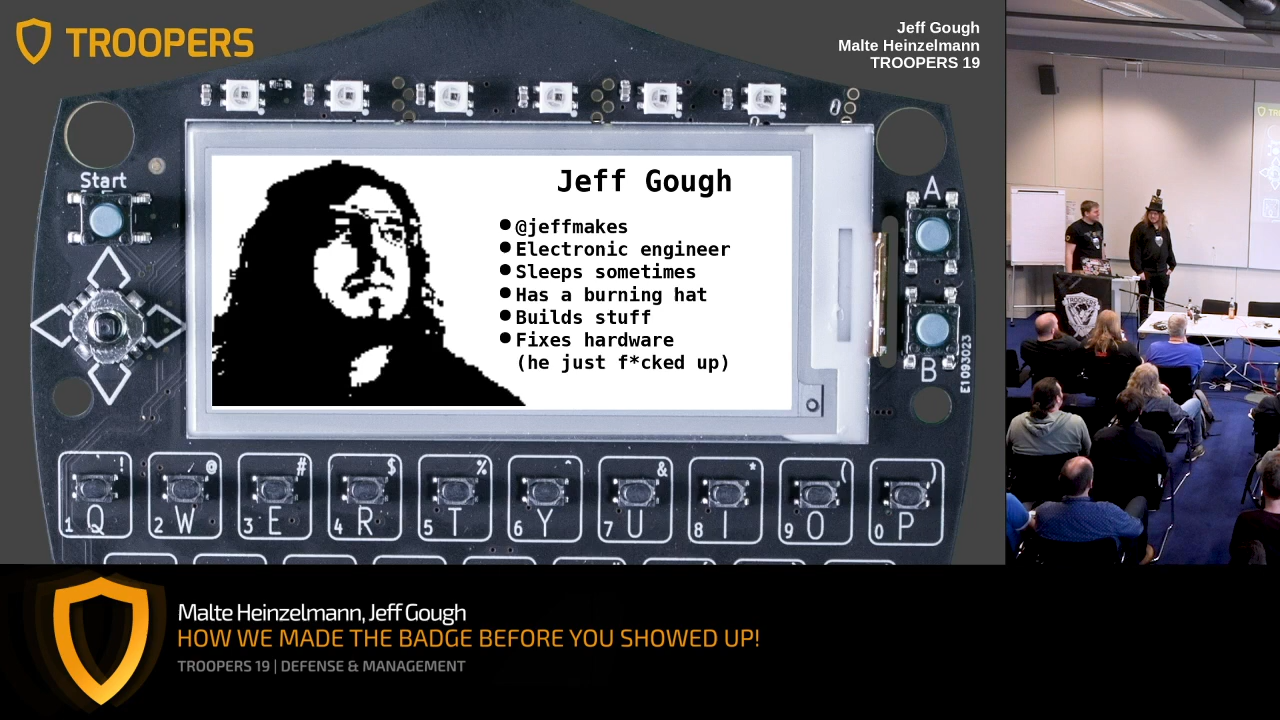 TROOPERS
Jeff Gough
Malte Heinzelmann
TROOPERS 19
Start
A
B
E1093023
Jeff Gough
@jeffmakes
Electronic engineer
Sleeps sometimes
Has a burning hat
Builds stuff
Fixes hardware
(he just f*cked up)
! @ # $ % ^ & * ( )
1 Q 2 W 3 E 4 R 5 T 6 Y 7 U 8 I 9 O 0 P
TROOPERS
Malte Heinzelmann, Jeff Gough
HOW WE MADE THE BADGE BEFORE YOU SHOWED UP!
TROOPERS 19 | DEFENSE & MANAGEMENT